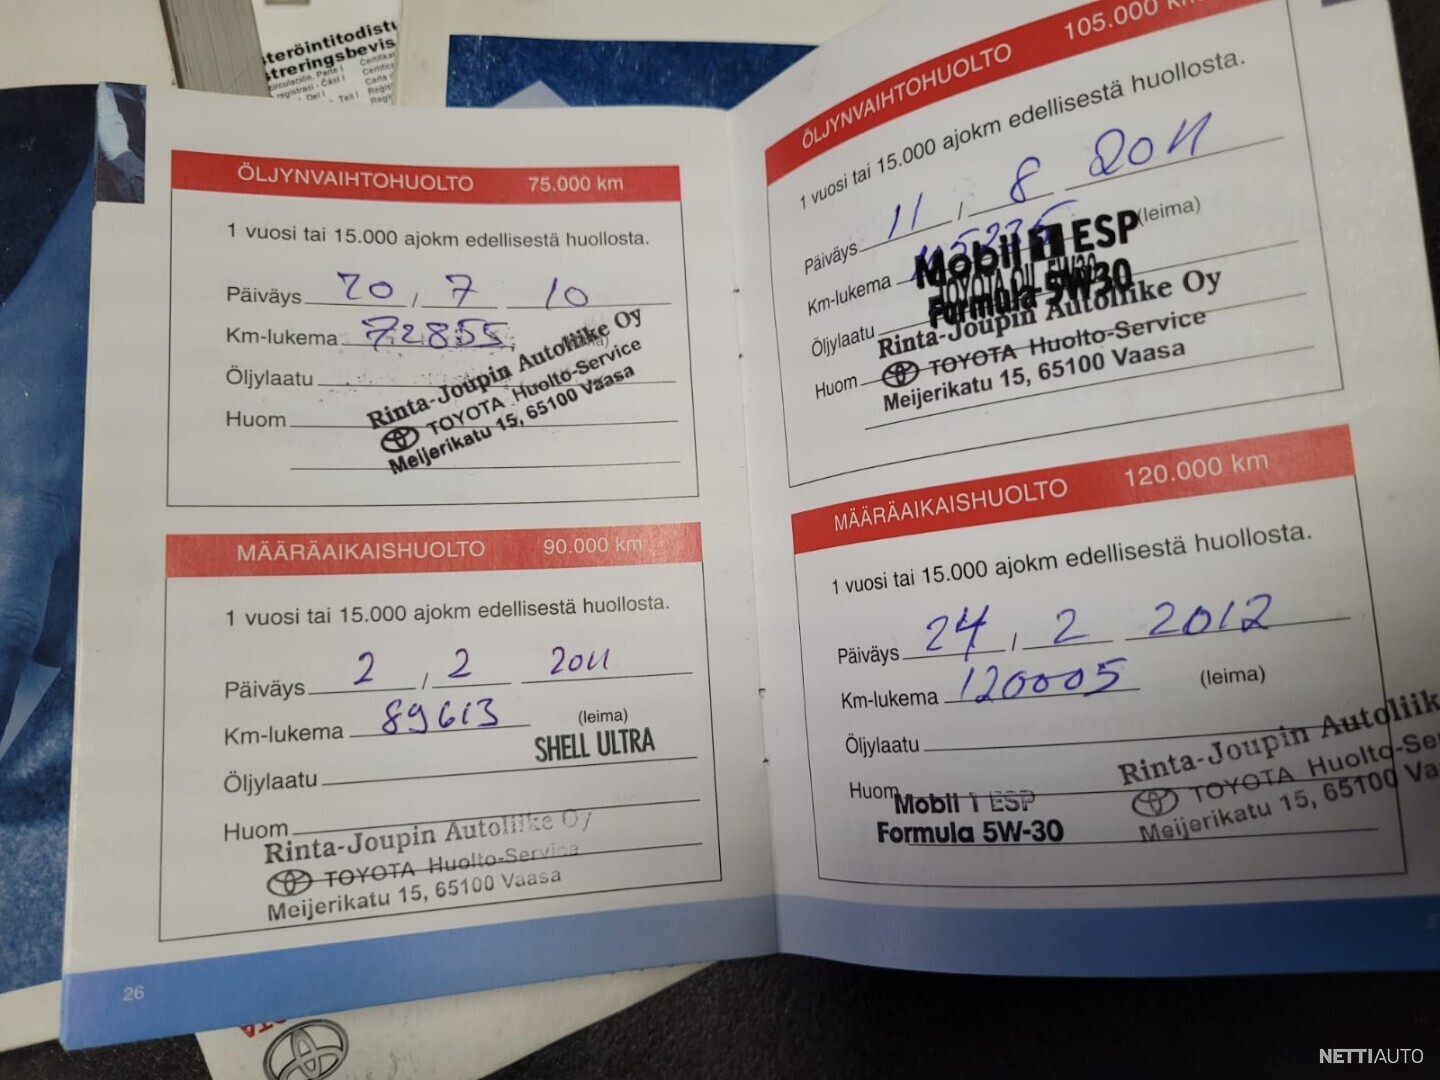 steröintitodistu
streringsbevis
ÖLJYNVAIHTOHUOLTO 75.000 km
1 vuosi tai 15.000 ajokm edellisestä huollosta.
Päiväys 20 / 7 10
Km-lukema 72855
Öljylaatu
Huom
Rinta-Joupin Autoliike Oy
TOYOTA Huolto-Service
Meijerikatu 15, 65100 Vaasa
MÄÄRÄAIKAISHUOLTO 90.000 km
1 vuosi tai 15.000 ajokm edellisestä huollosta.
Päiväys 2 / 2 2011
Km-lukema 89613 (leima)
SHELL ULTRA
Öljylaatu
Huom
Rinta-Joupin Autoliike Oy
TOYOTA Huolto-Service
Meijerikatu 15, 65100 Vaasa
26
ÖLJYNVAIHTOHUOLTO 105.000 km
1 vuosi tai 15.000 ajokm edellisestä huollosta.
Päiväys 11 / 8 2011
Km-lukema (leima)
Mobil 1 ESP
Formula 5W30
Öljylaatu
Huom
Rinta-Joupin Autoliike Oy
TOYOTA Huolto-Service
Meijerikatu 15, 65100 Vaasa
MÄÄRÄAIKAISHUOLTO 120.000 km
1 vuosi tai 15.000 ajokm edellisestä huollosta.
Päiväys 24 / 2 2012
Km-lukema 120005 (leima)
Öljylaatu
Huom
Mobil 1 ESP
Formula 5W-30
Rinta-Joupin Autoliik
TOYOTA Huolto-Se
Meijerikatu 15, 65100 Va
NETTIAUTO